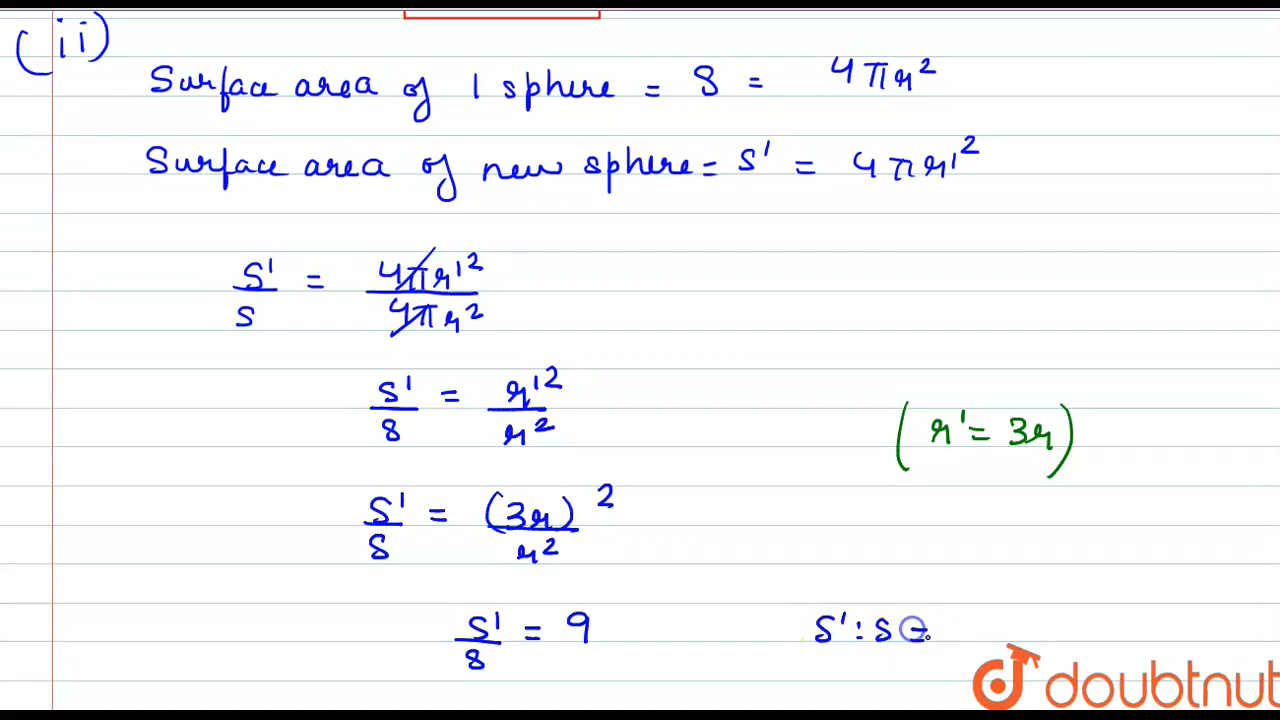 (ii)
Surface area of 1 sphere = S = 4πr²
Surface area of new sphere = S' = 4πr'²
S'/S = 4πr'²/4πr²
S'/S = r'²/r²
(r' = 3r)
S'/S = (3r)²/r²
S'/S = 9
S' : S =
doubtnut